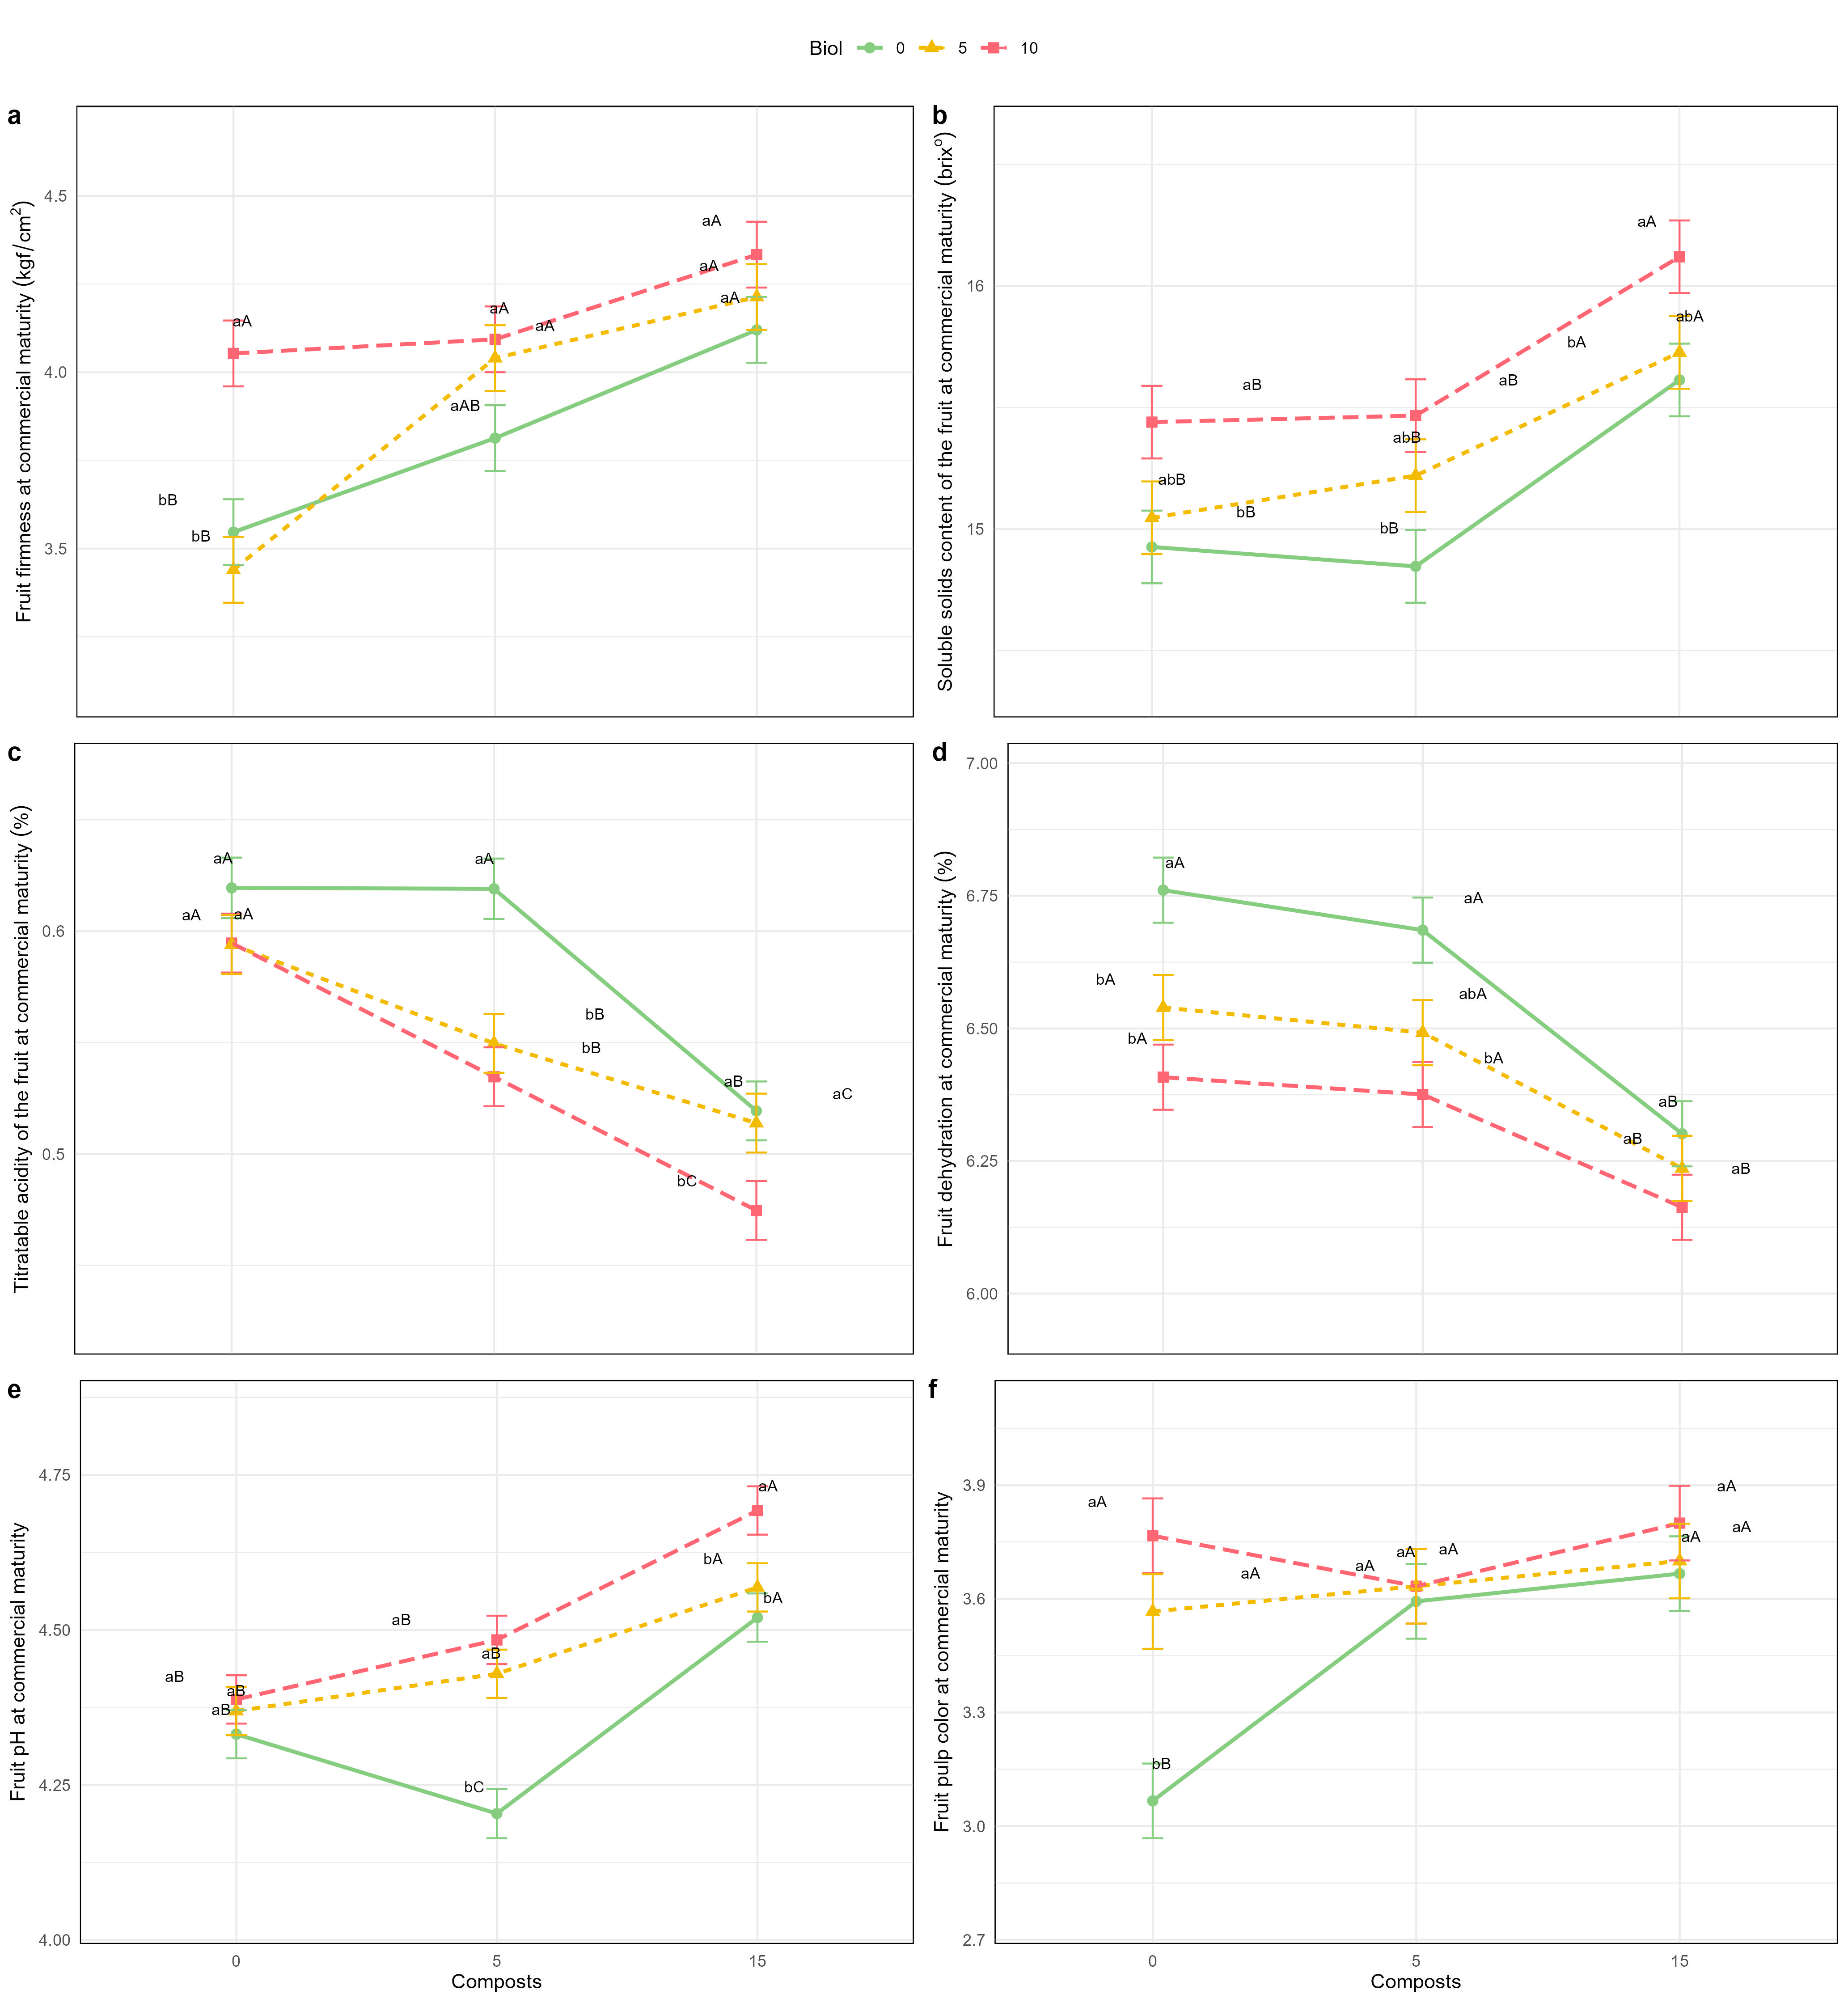 Biol 0 5 10
a
Fruit firmness at commercial maturity (kgf/cm²)
4.5
4.0
3.5
aA
aA
aA
aA
aA
aA
aAB
bB
bB
b
Soluble solids content of the fruit at commercial maturity (brixº)
16
15
aA
abA
bA
aB
aB
abB
abB
bB
bB
c
Titratable acidity of the fruit at commercial maturity (%)
0.6
0.5
aA
aA
aA
aA
bB
bB
aB
aC
bC
d
Fruit dehydration at commercial maturity (%)
7.00
6.75
6.50
6.25
6.00
aA
aA
bA
abA
bA
bA
aB
aB
aB
e
Fruit pH at commercial maturity
4.75
4.50
4.25
4.00
aA
bA
bA
aB
aB
aB
aB
aB
bC
0 5 15
Composts
f
Fruit pulp color at commercial maturity
3.9
3.6
3.3
3.0
2.7
aA
aA
aA
aA
aA
aA
aA
aA
bB
0 5 15
Composts